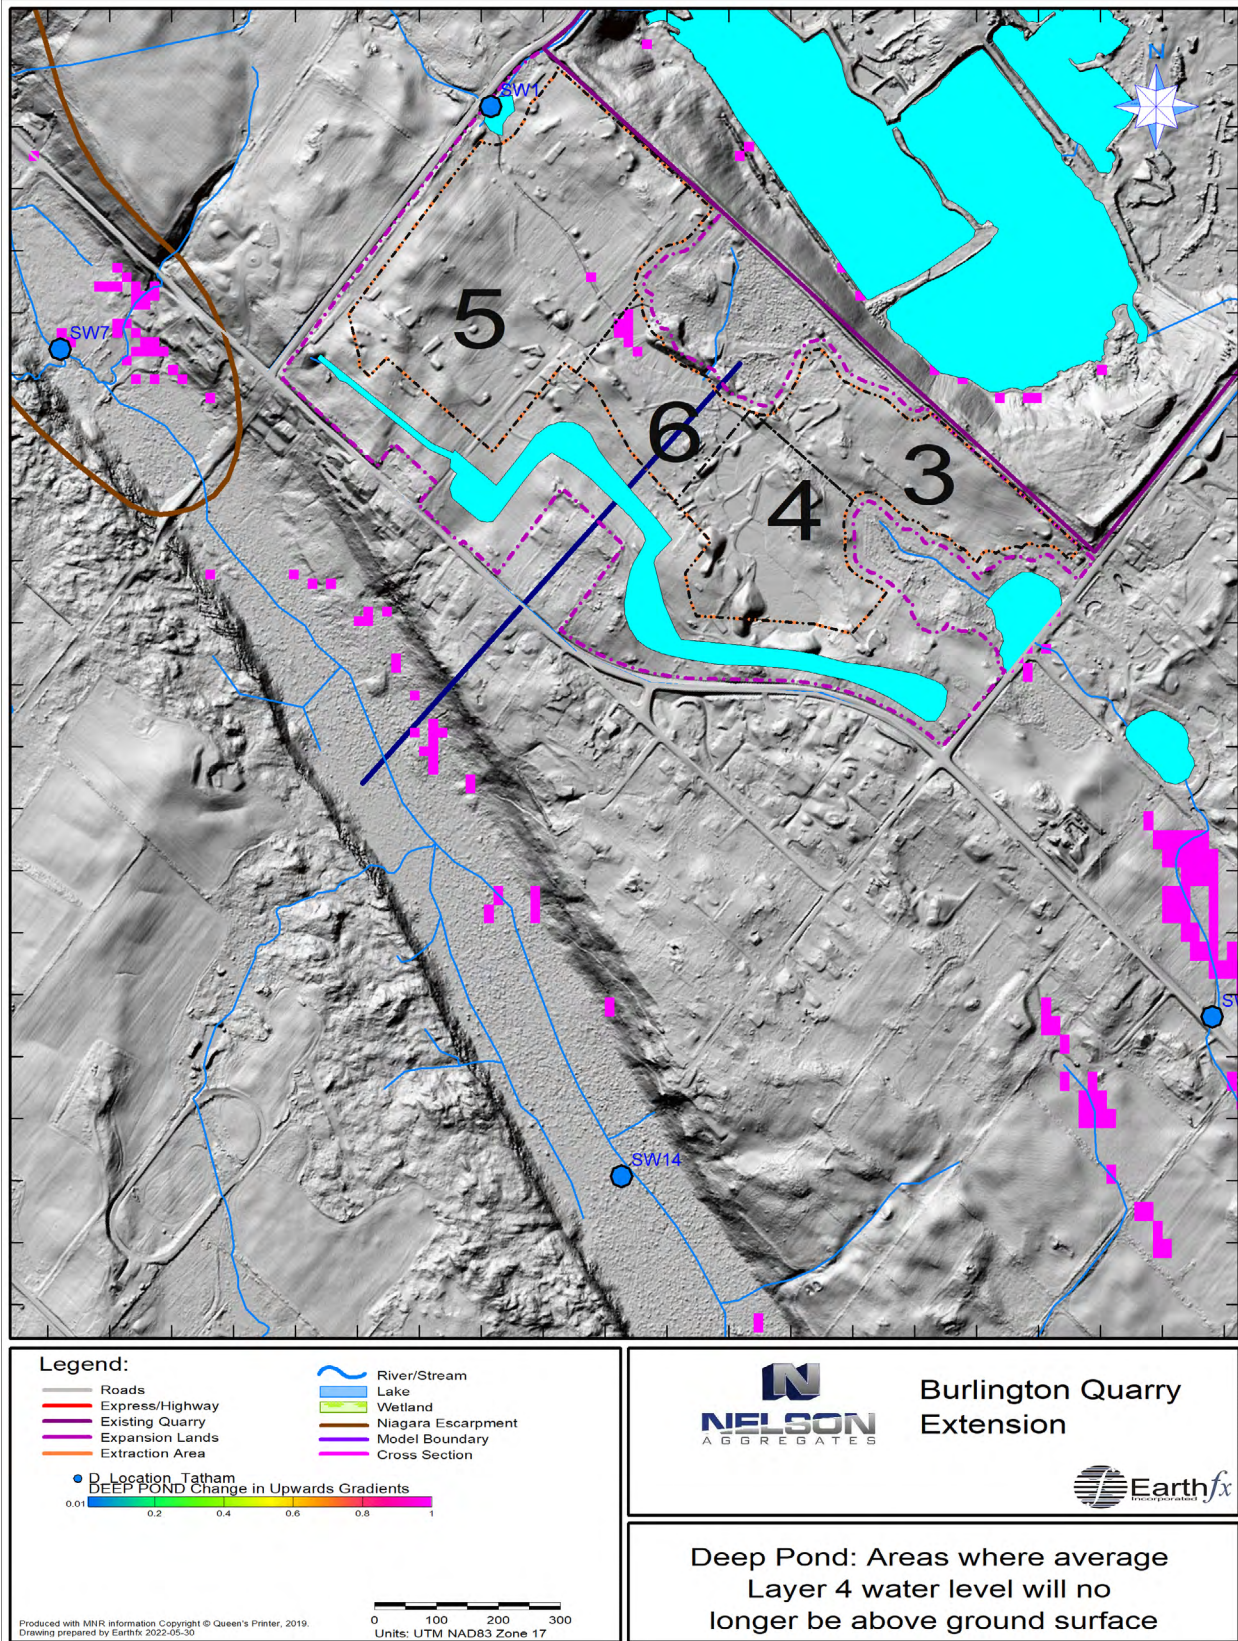 N
SW1
SW7
5
6
3
4
SW
SW14
Legend:
Roads
Express/Highway
Existing Quarry
Expansion Lands
Extraction Area
River/Stream
Lake
Wetland
Niagara Escarpment
Model Boundary
Cross Section
D_Location_Tatham
DEEP POND Change in Upwards Gradients
0.01 0.2 0.4 0.6 0.8 1
Produced with MNR information Copyright © Queen's Printer, 2019.
Drawing prepared by Earthfx 2022-05-30
0 100 200 300
Units: UTM NAD83 Zone 17
N
NELSON
AGGREGATES
Burlington Quarry
Extension
Earthfx
Incorporated
Deep Pond: Areas where average
Layer 4 water level will no
longer be above ground surface